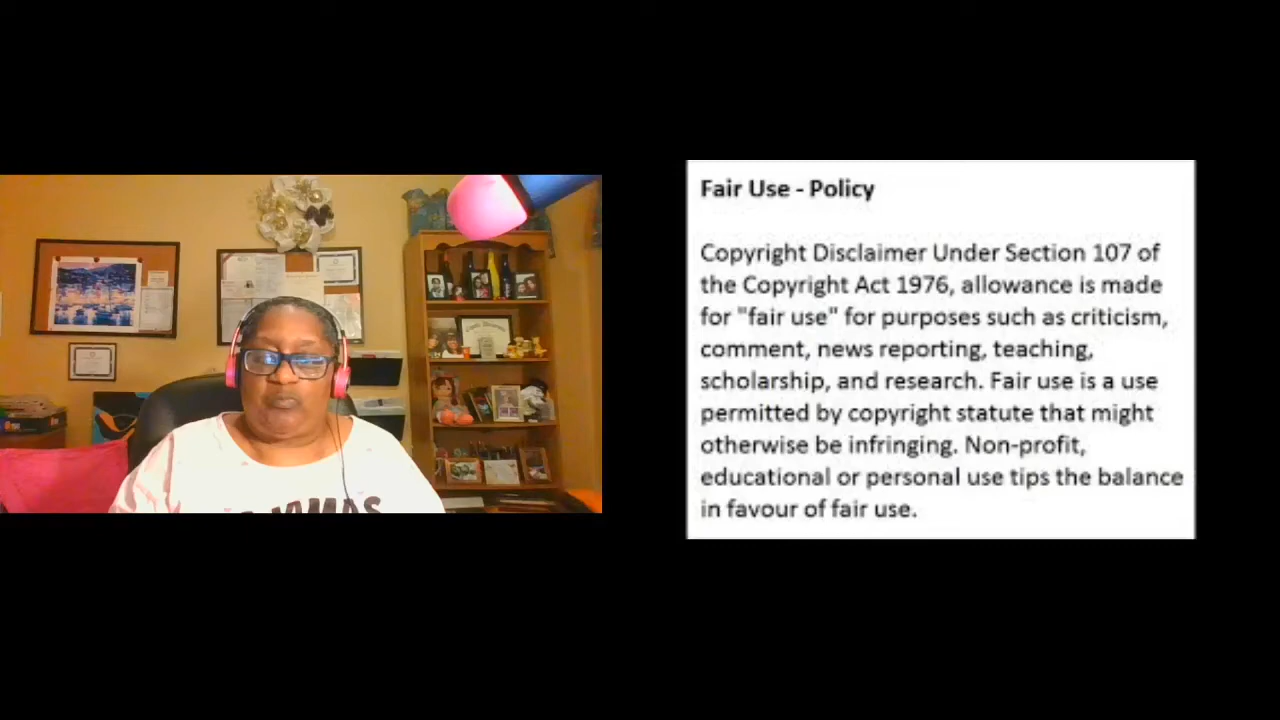 Fair Use - Policy
Copyright Disclaimer Under Section 107 of
the Copyright Act 1976, allowance is made
for "fair use" for purposes such as criticism,
comment, news reporting, teaching,
scholarship, and research. Fair use is a use
permitted by copyright statute that might
otherwise be infringing. Non-profit,
educational or personal use tips the balance
in favour of fair use.